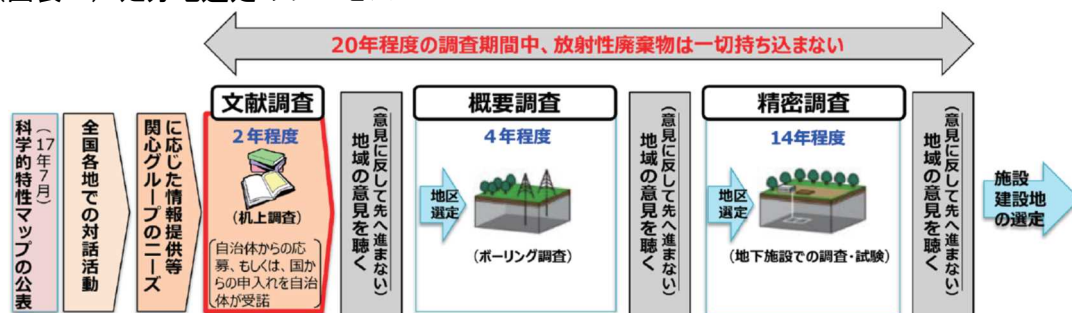 20年程度の調査期間中、放射性廃棄物は一切持ち込まない
科学的特性マップの公表
（17年7月）
全国各地での対話活動
関心グループのニーズ
に応じた情報提供等
文献調査
2年程度
(机上調査)
自治体からの応
募、もしくは、国か
らの申入れを自治
体が受諾
地域の意見を聴く
(意見に反して先へ進まない)
概要調査
4年程度
地区
選定
(ボーリング調査)
地域の意見を聴く
(意見に反して先へ進まない)
精密調査
14年程度
地区
選定
(地下施設での調査・試験)
地域の意見を聴く
(意見に反して先へ進まない)
施設
建設地
の選定